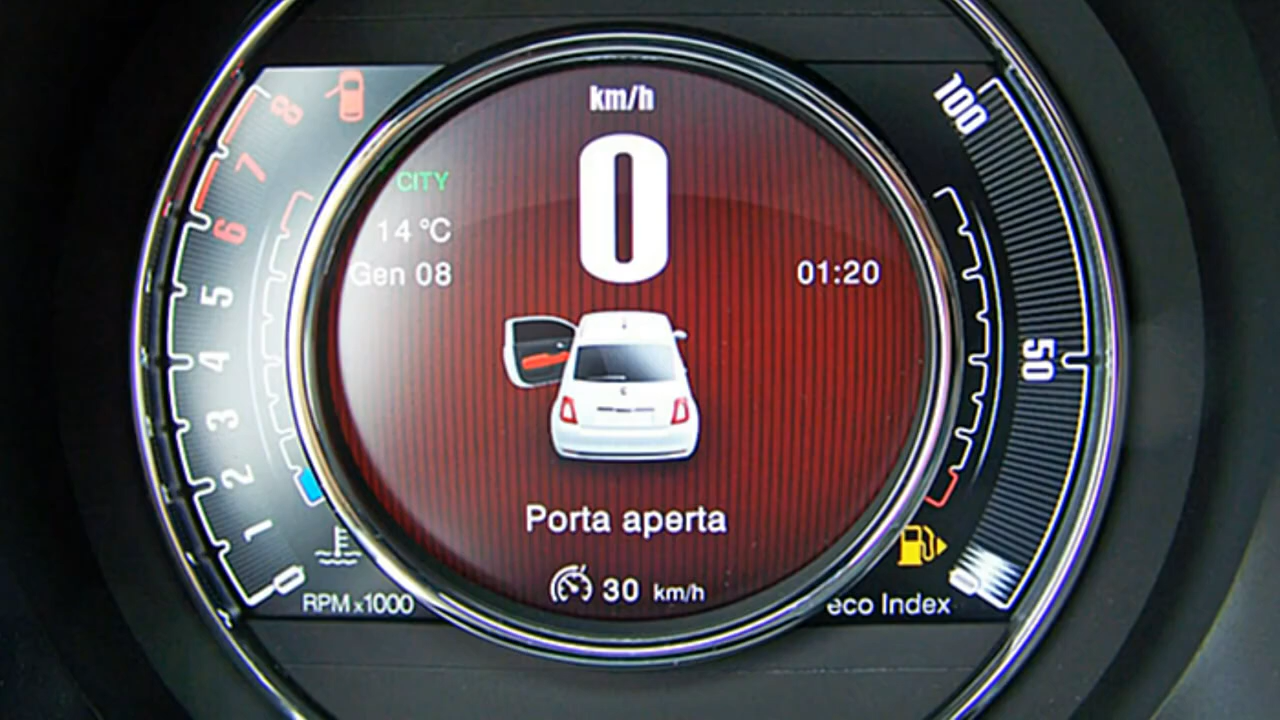 km/h
0
CITY
14 °C
Gen 08
01:20
Porta aperta
30 km/h
8
7
6
5
4
3
2
1
0
RPM x1000
100
50
0
eco Index